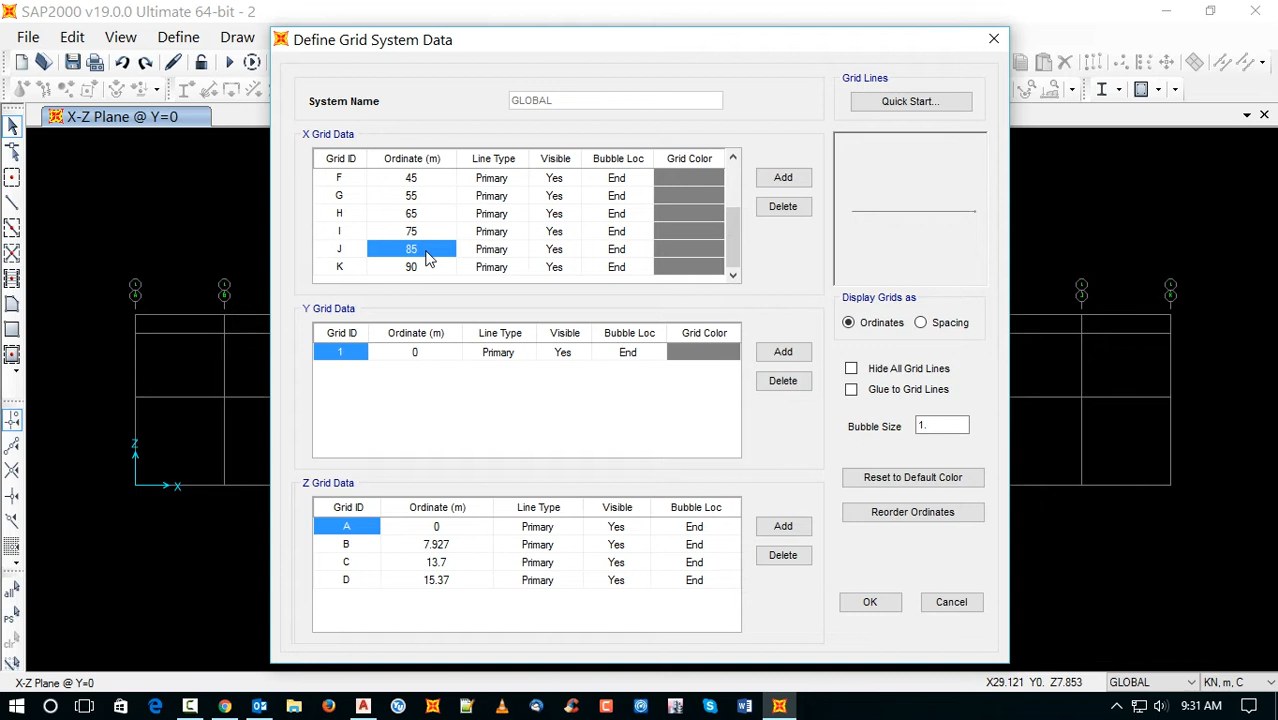 SAP2000 v19.0.0 Ultimate 64-bit - 2
File Edit View Define Draw
X-Z Plane @ Y=0
Define Grid System Data
System Name GLOBAL
Grid Lines
Quick Start...
X Grid Data
Grid ID Ordinate (m) Line Type Visible Bubble Loc Grid Color
F 45 Primary Yes End
G 55 Primary Yes End
H 65 Primary Yes End
I 75 Primary Yes End
J 85 Primary Yes End
K 90 Primary Yes End
Add
Delete
Y Grid Data
Grid ID Ordinate (m) Line Type Visible Bubble Loc Grid Color
1 0 Primary Yes End
Add
Delete
Display Grids as
Ordinates Spacing
Hide All Grid Lines
Glue to Grid Lines
Bubble Size 1.
Reset to Default Color
Reorder Ordinates
Z Grid Data
Grid ID Ordinate (m) Line Type Visible Bubble Loc
A 0 Primary Yes End
B 7.927 Primary Yes End
C 13.7 Primary Yes End
D 15.37 Primary Yes End
Add
Delete
OK Cancel
Z
X
all
PS
clr
X-Z Plane @ Y=0
X29.121 Y0. Z7.853 GLOBAL KN, m, C
9:31 AM